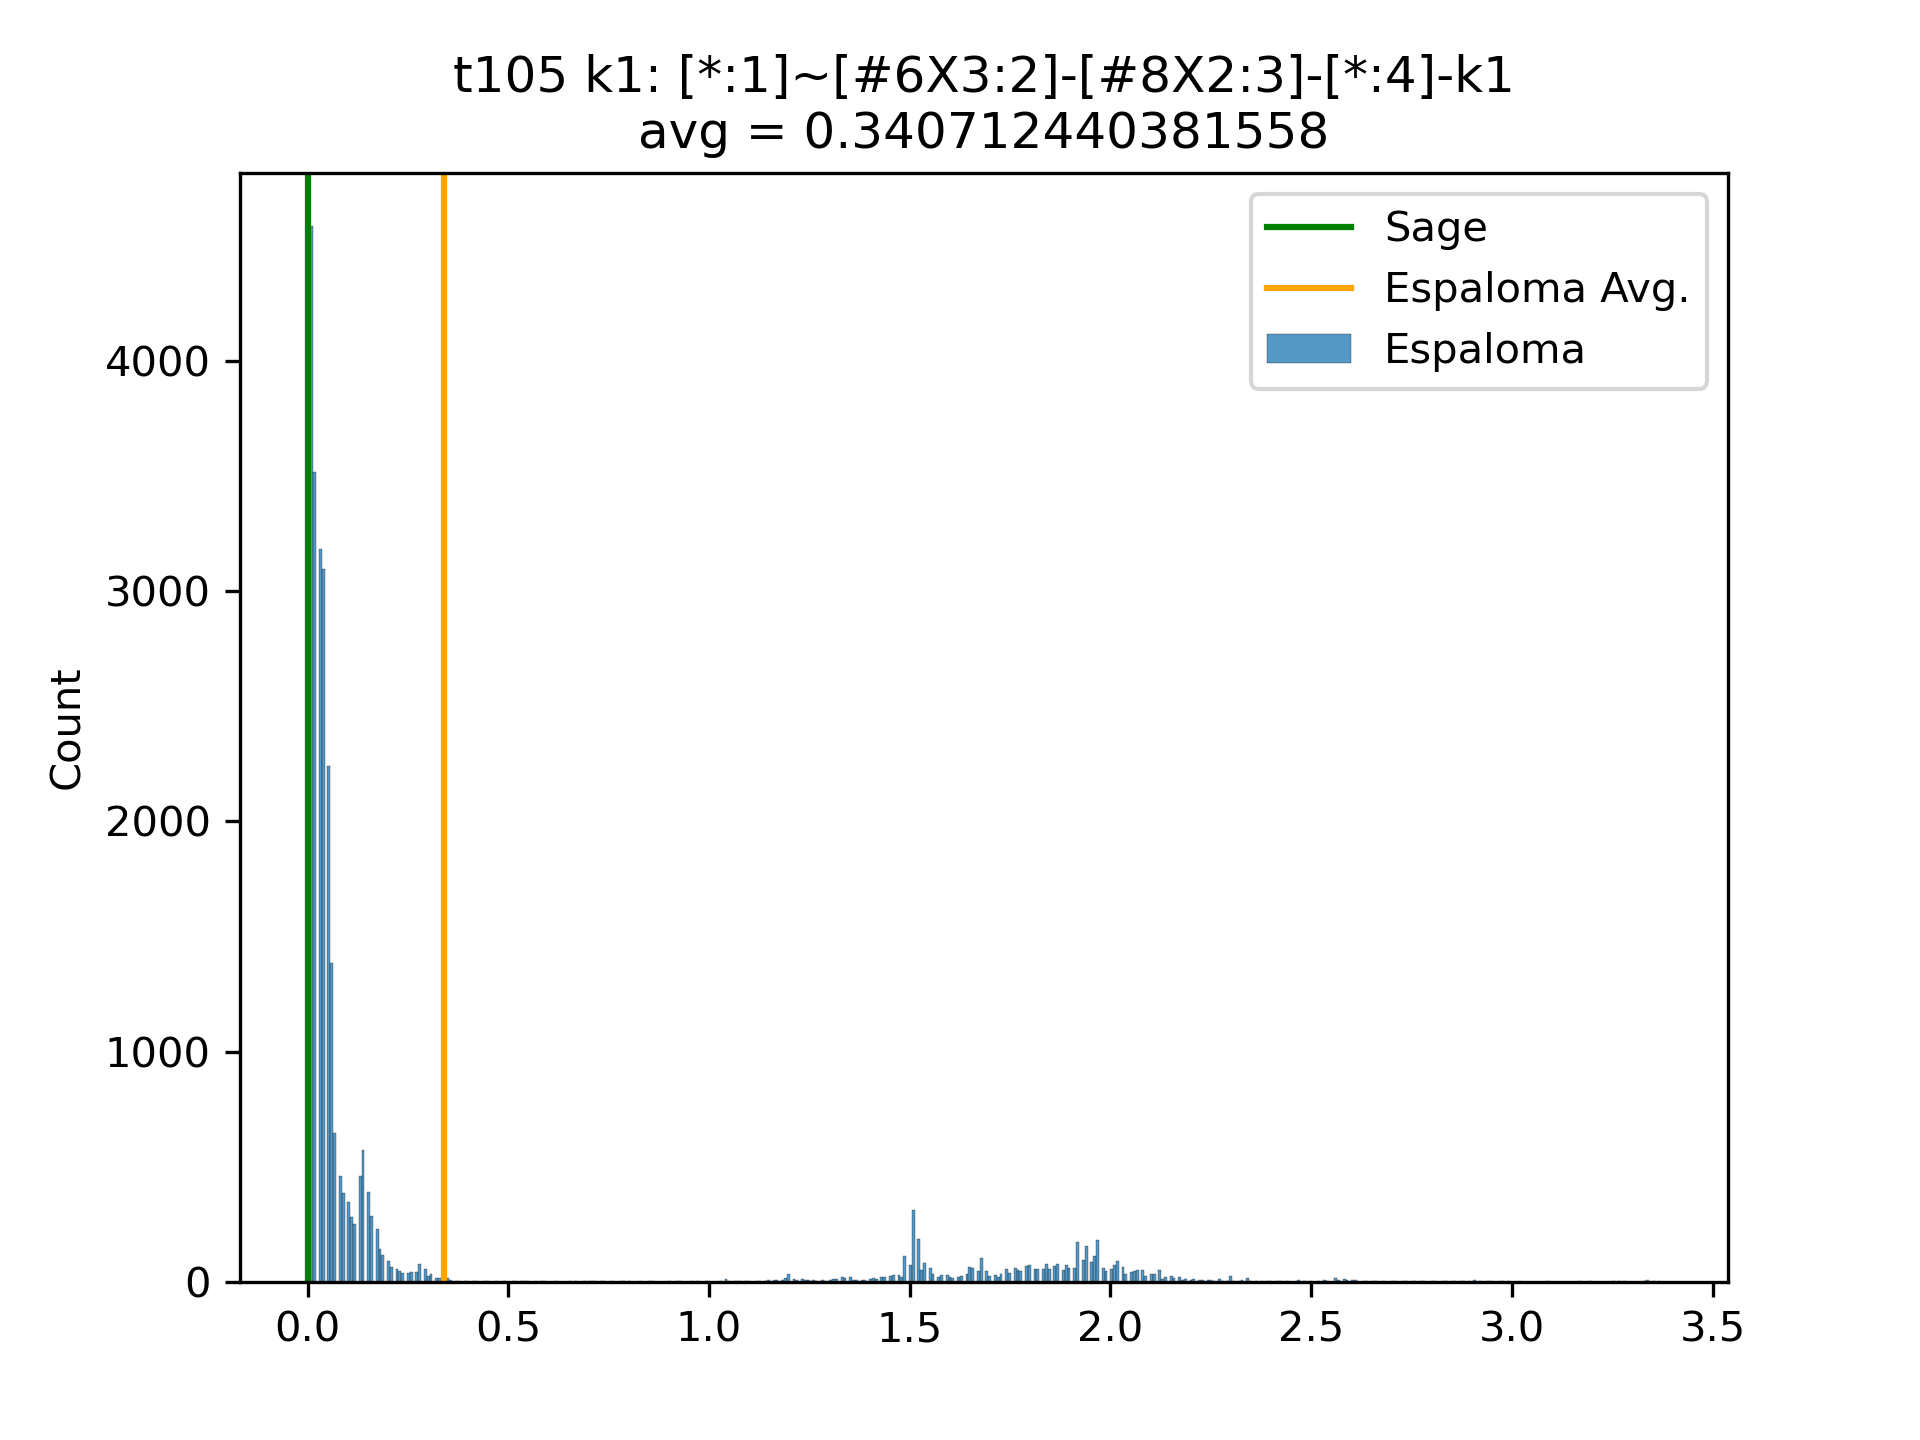 t105 k1: [*:1]~[#6X3:2]-[#8X2:3]-[*:4]-k1
avg = 0.340712440381558
Sage
Espaloma Avg.
Espaloma
Count
4000
3000
2000
1000
0
0.0 0.5 1.0 1.5 2.0 2.5 3.0 3.5